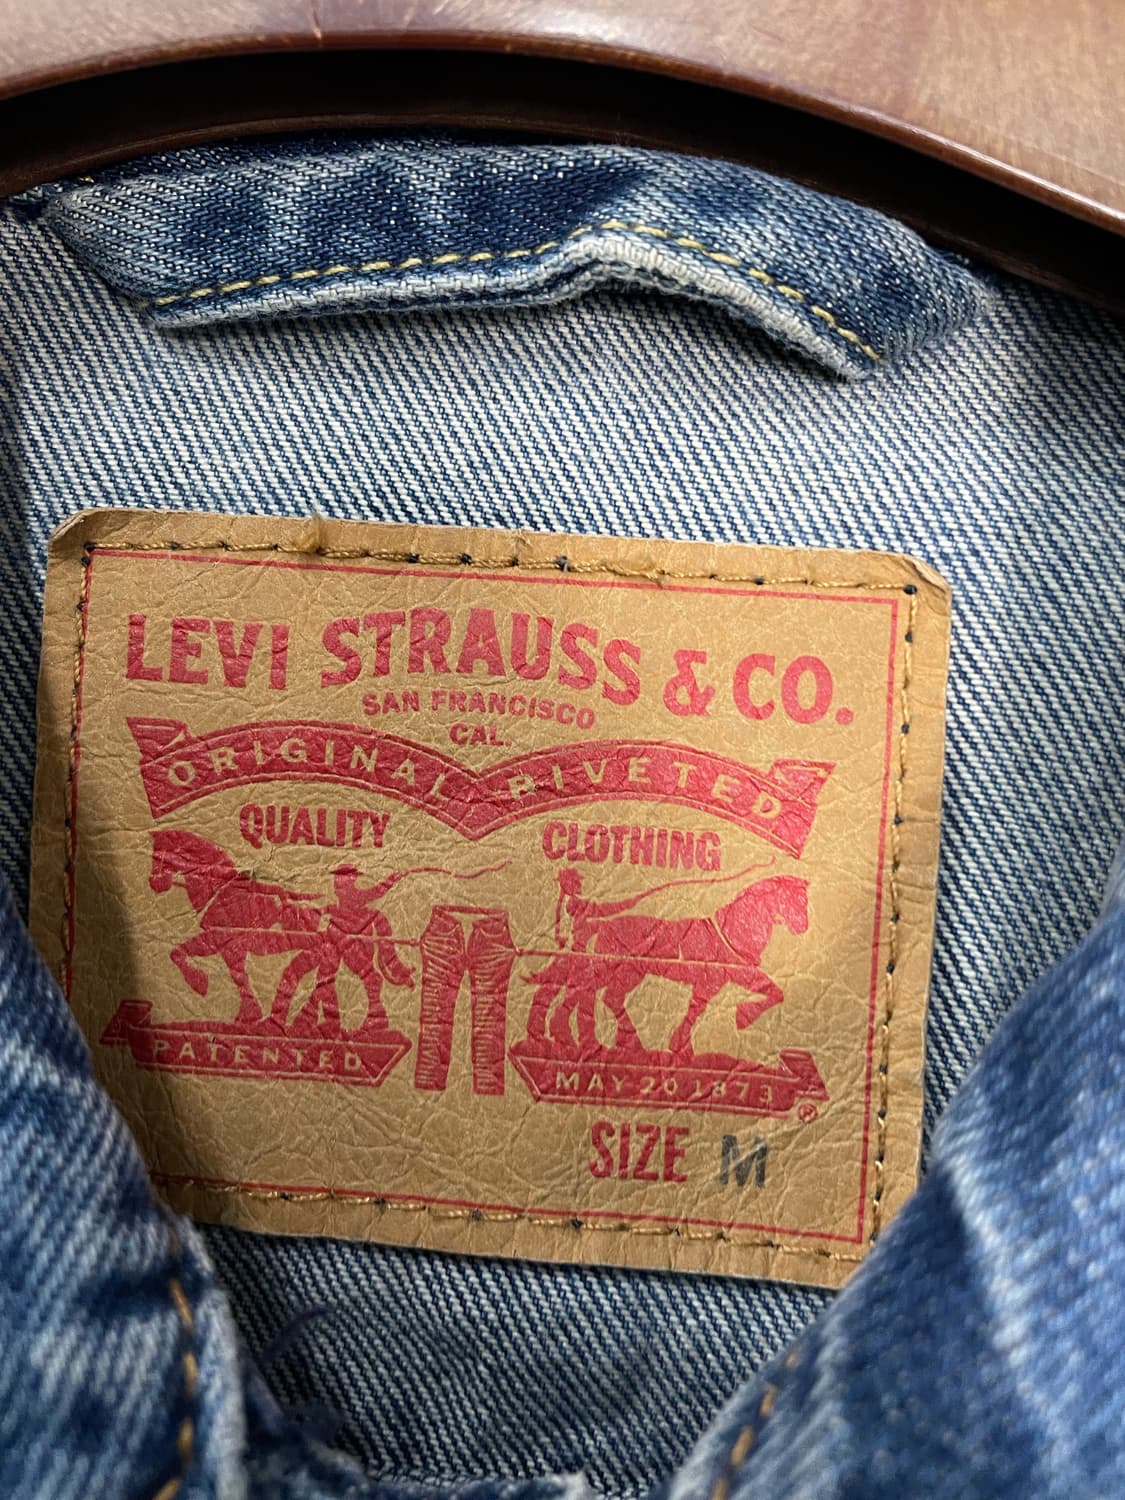 LEVI STRAUSS & CO.
SAN FRANCISCO
CAL.
ORIGINAL RIVETED
QUALITY CLOTHING
PATENTED MAY 20 1873
®
SIZE M